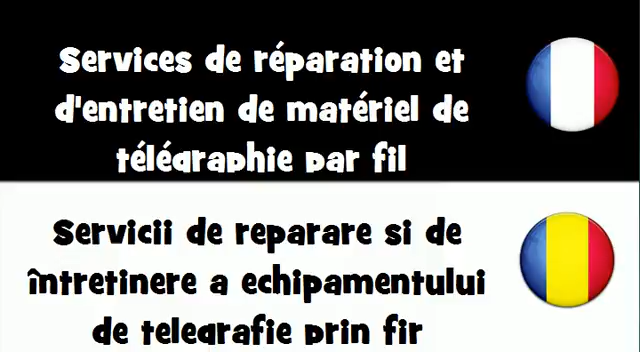 Services de réparation et
d'entretien de matériel de
télégraphie par fil
Servicii de reparare si de
întretinere a echipamentului
de telegrafie prin fir